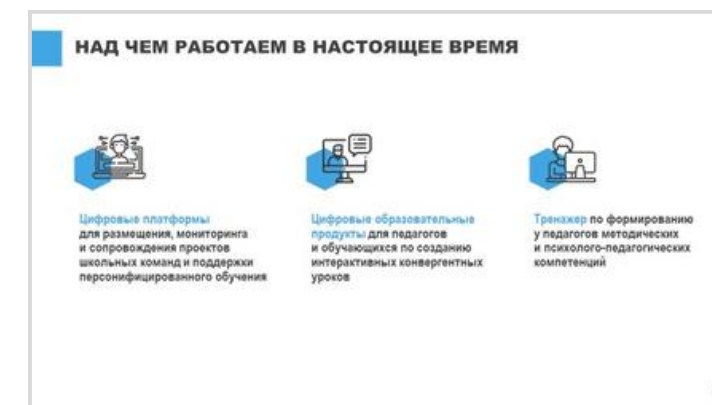 НАД ЧЕМ РАБОТАЕМ В НАСТОЯЩЕЕ ВРЕМЯ
Цифровые платформы
для размещения, мониторинга
и сопровождения проектов
школьных команд и поддержки
персонифицированного обучения
Цифровые образовательные
продукты для педагогов
и обучающихся по созданию
интерактивных конвергентных
уроков
Тренажер по формированию
у педагогов методических
и психолого-педагогических
компетенций